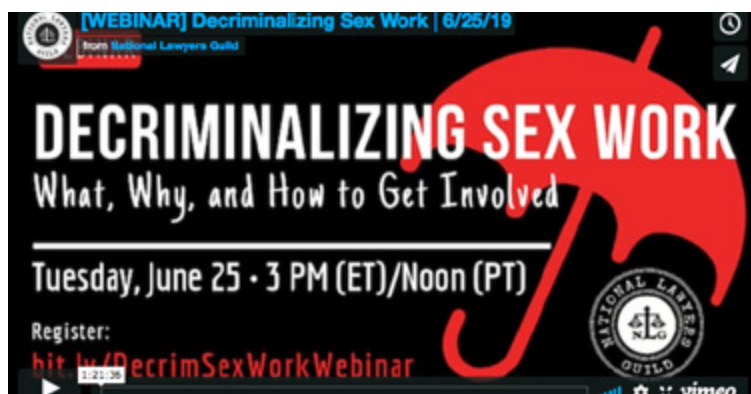 [WEBINAR] Decriminalizing Sex Work | 6/25/19
from National Lawyers Guild
DECRIMINALIZING SEX WORK
What, Why, and How to Get Involved
Tuesday, June 25 • 3 PM (ET)/Noon (PT)
NATIONAL LAWYERS
NLG
GUILD
Register:
bit.ly/DecrimSexWorkWebinar
1:21:36
vimeo